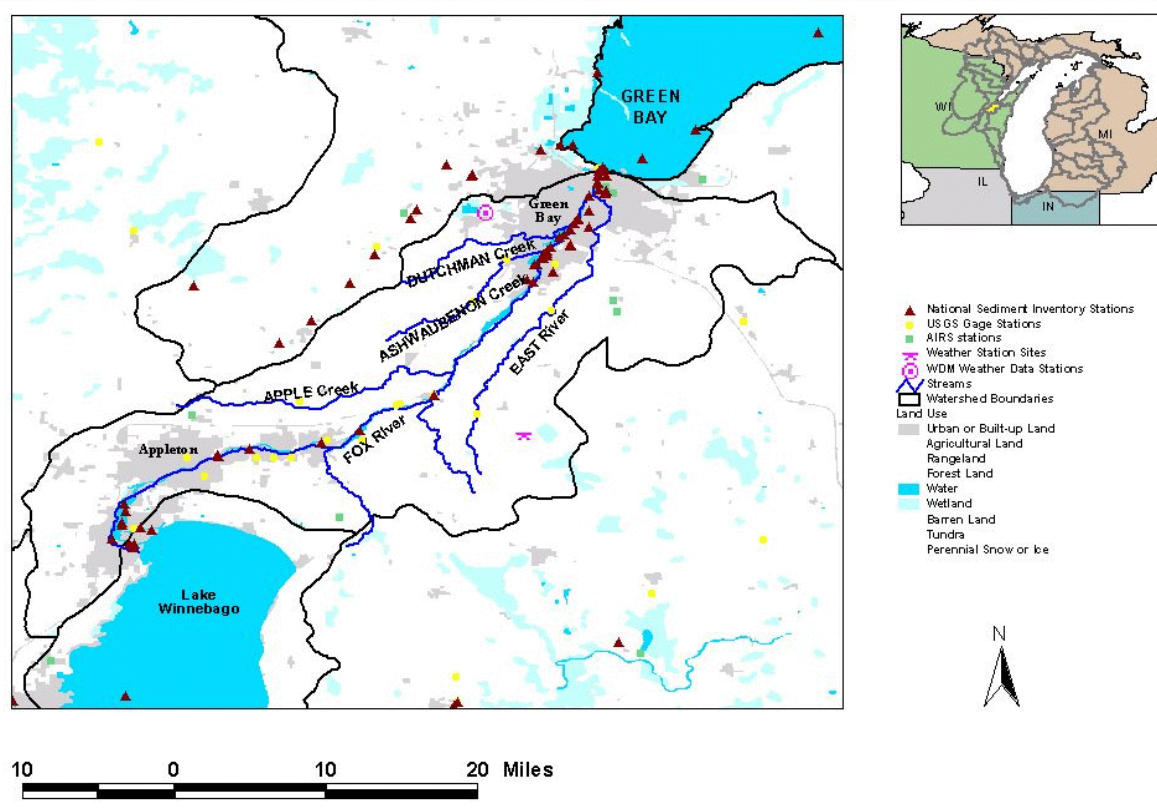 GREEN
BAY
Green
Bay
DUTCHMAN Creek
ASHWAUBENON Creek
EAST River
APPLE Creek
FOX River
Appleton
Lake
Winnebago
WI
MI
IL
IN
National Sediment Inventory Stations
USGS Gage Stations
AIRS stations
Weather Station Sites
WDM Weather Data Stations
Streams
Watershed Boundaries
Land Use
Urban or Built-up Land
Agricultural Land
Rangeland
Forest Land
Water
Wetland
Barren Land
Tundra
Perennial Snow or Ice
N
10 0 10 20 Miles